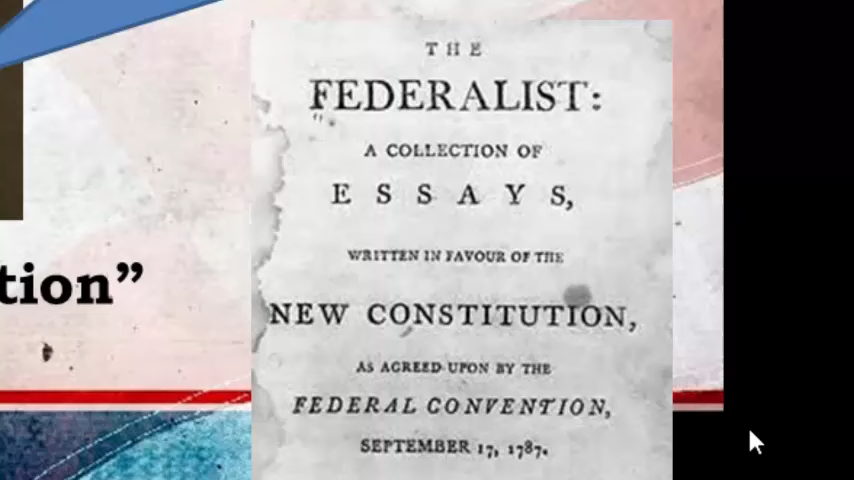 THE
FEDERALIST:
A COLLECTION OF
ESSAYS,
WRITTEN IN FAVOUR OF THE
NEW CONSTITUTION,
AS AGREED UPON BY THE
FEDERAL CONVENTION,
SEPTEMBER 17, 1787.
tion”